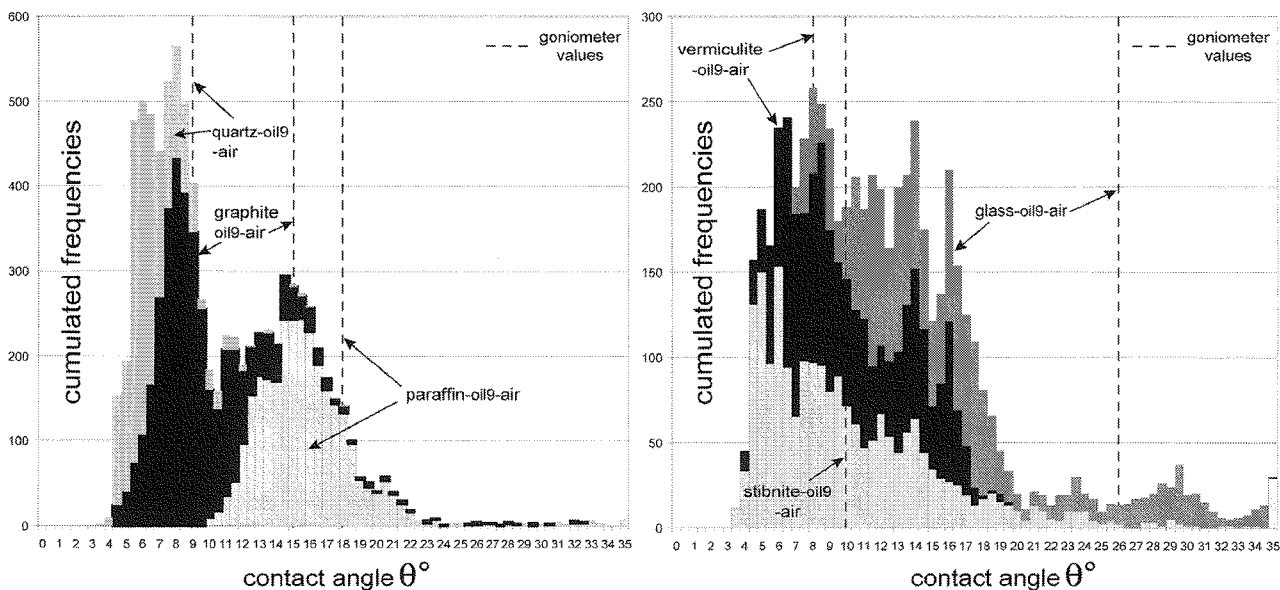 600
500
400
300
200
100
0
cumulated frequencies
goniometer
values
quartz-oil9
-air
graphite
oil9-air
paraffin-oil9-air
0 1 2 3 4 5 6 7 8 9 10 11 12 13 14 15 16 17 18 19 20 21 22 23 24 25 26 27 28 29 30 31 32 33 34 35
contact angle θ°
300
250
200
150
100
50
0
cumulated frequencies
vermiculite
-oil9-air
goniometer
values
glass-oil9-air
stibnite-oil9
-air
0 1 2 3 4 5 6 7 8 9 10 11 12 13 14 15 16 17 18 19 20 21 22 23 24 25 26 27 28 29 30 31 32 33 34 35
contact angle θ°